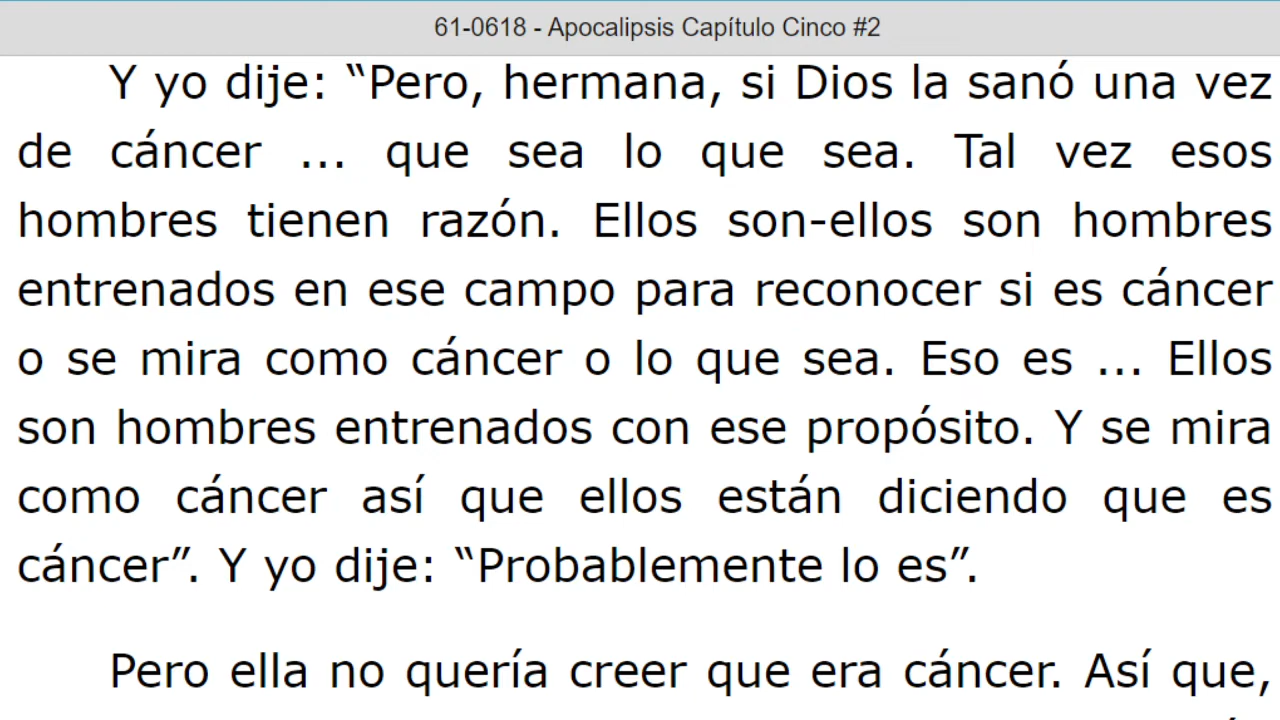 61-0618 - Apocalipsis Capítulo Cinco #2
Y yo dije: “Pero, hermana, si Dios la sanó una vez
de cáncer ... que sea lo que sea. Tal vez esos
hombres tienen razón. Ellos son-ellos son hombres
entrenados en ese campo para reconocer si es cáncer
o se mira como cáncer o lo que sea. Eso es ... Ellos
son hombres entrenados con ese propósito. Y se mira
como cáncer así que ellos están diciendo que es
cáncer”. Y yo dije: “Probablemente lo es”.
Pero ella no quería creer que era cáncer. Así que,